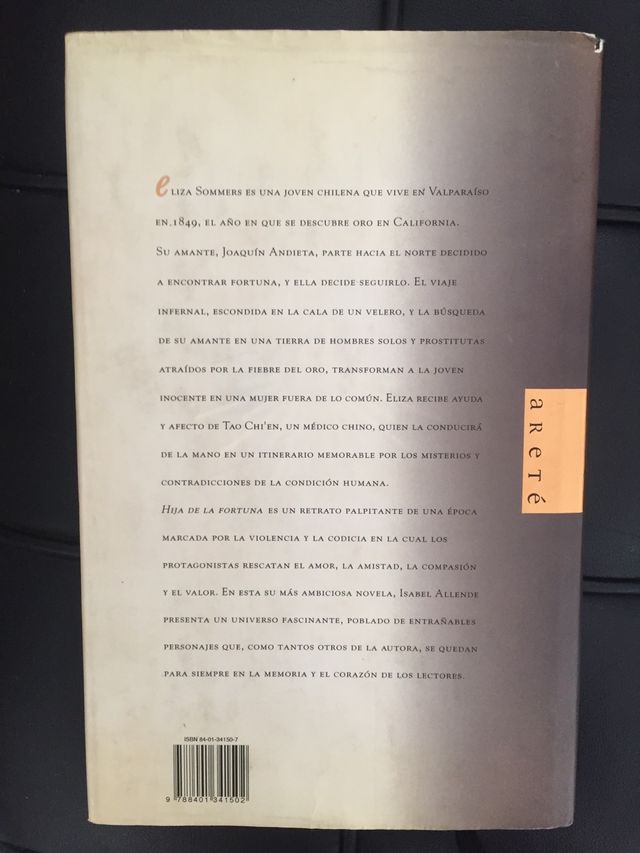 eLIZA SOMMERS ES UNA JOVEN CHILENA QUE VIVE EN VALPARAÍSO
EN 1849, EL AÑO EN QUE SE DESCUBRE ORO EN CALIFORNIA.
SU AMANTE, JOAQUÍN ANDIETA, PARTE HACIA EL NORTE DECIDIDO
A ENCONTRAR FORTUNA, Y ELLA DECIDE SEGUIRLO. EL VIAJE
INFERNAL, ESCONDIDA EN LA CALA DE UN VELERO, Y LA BÚSQUEDA
DE SU AMANTE EN UNA TIERRA DE HOMBRES SOLOS Y PROSTITUTAS
ATRAÍDOS POR LA FIEBRE DEL ORO, TRANSFORMAN A LA JOVEN
INOCENTE EN UNA MUJER FUERA DE LO COMÚN. ELIZA RECIBE AYUDA
Y AFECTO DE TAO CHI'EN, UN MÉDICO CHINO, QUIEN LA CONDUCIRÁ
DE LA MANO EN UN ITINERARIO MEMORABLE POR LOS MISTERIOS Y
CONTRADICCIONES DE LA CONDICIÓN HUMANA.
HIJA DE LA FORTUNA ES UN RETRATO PALPITANTE DE UNA ÉPOCA
MARCADA POR LA VIOLENCIA Y LA CODICIA EN LA CUAL LOS
PROTAGONISTAS RESCATAN EL AMOR, LA AMISTAD, LA COMPASIÓN
Y EL VALOR. EN ESTA SU MÁS AMBICIOSA NOVELA, ISABEL ALLENDE
PRESENTA UN UNIVERSO FASCINANTE, POBLADO DE ENTRAÑABLES
PERSONAJES QUE, COMO TANTOS OTROS DE LA AUTORA, SE QUEDAN
PARA SIEMPRE EN LA MEMORIA Y EL CORAZÓN DE LOS LECTORES.
aReTé
ISBN 84-01-34150-7
9 788401 341502